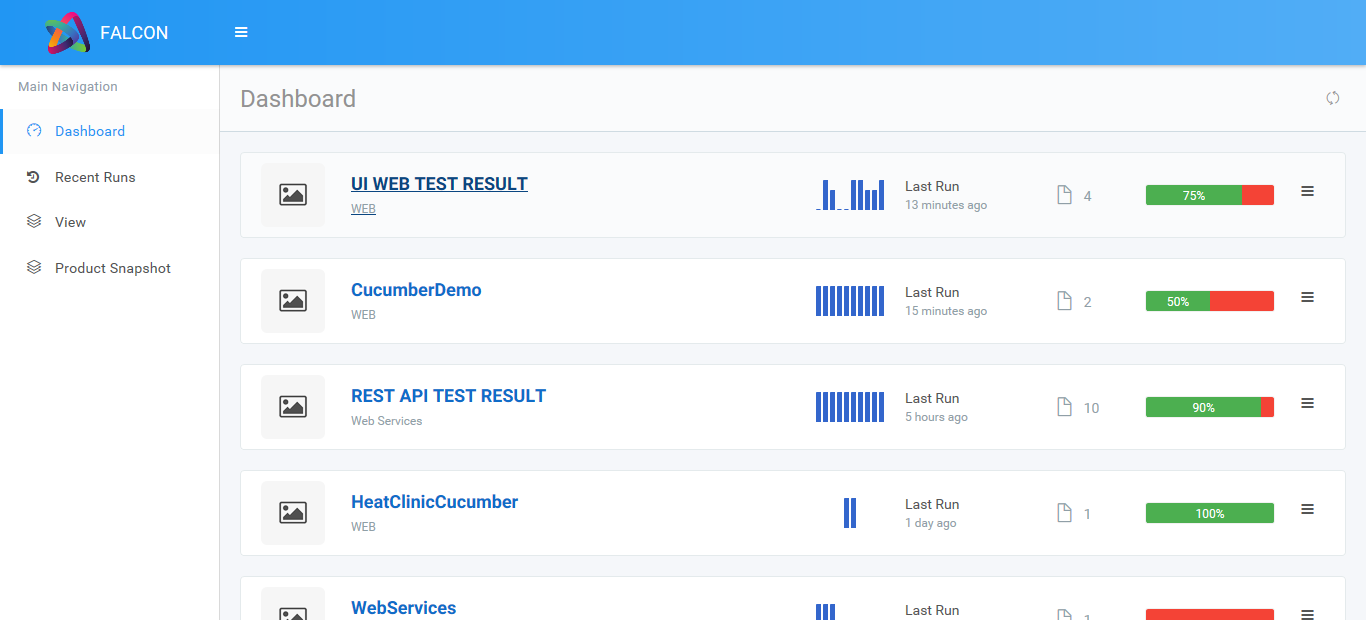 FALCON
Main Navigation
Dashboard
Recent Runs
View
Product Snapshot
Dashboard
UI WEB TEST RESULT
WEB
Last Run
13 minutes ago
4
75%
CucumberDemo
WEB
Last Run
15 minutes ago
2
50%
REST API TEST RESULT
Web Services
Last Run
5 hours ago
10
90%
HeatClinicCucumber
WEB
Last Run
1 day ago
1
100%
WebServices
Last Run